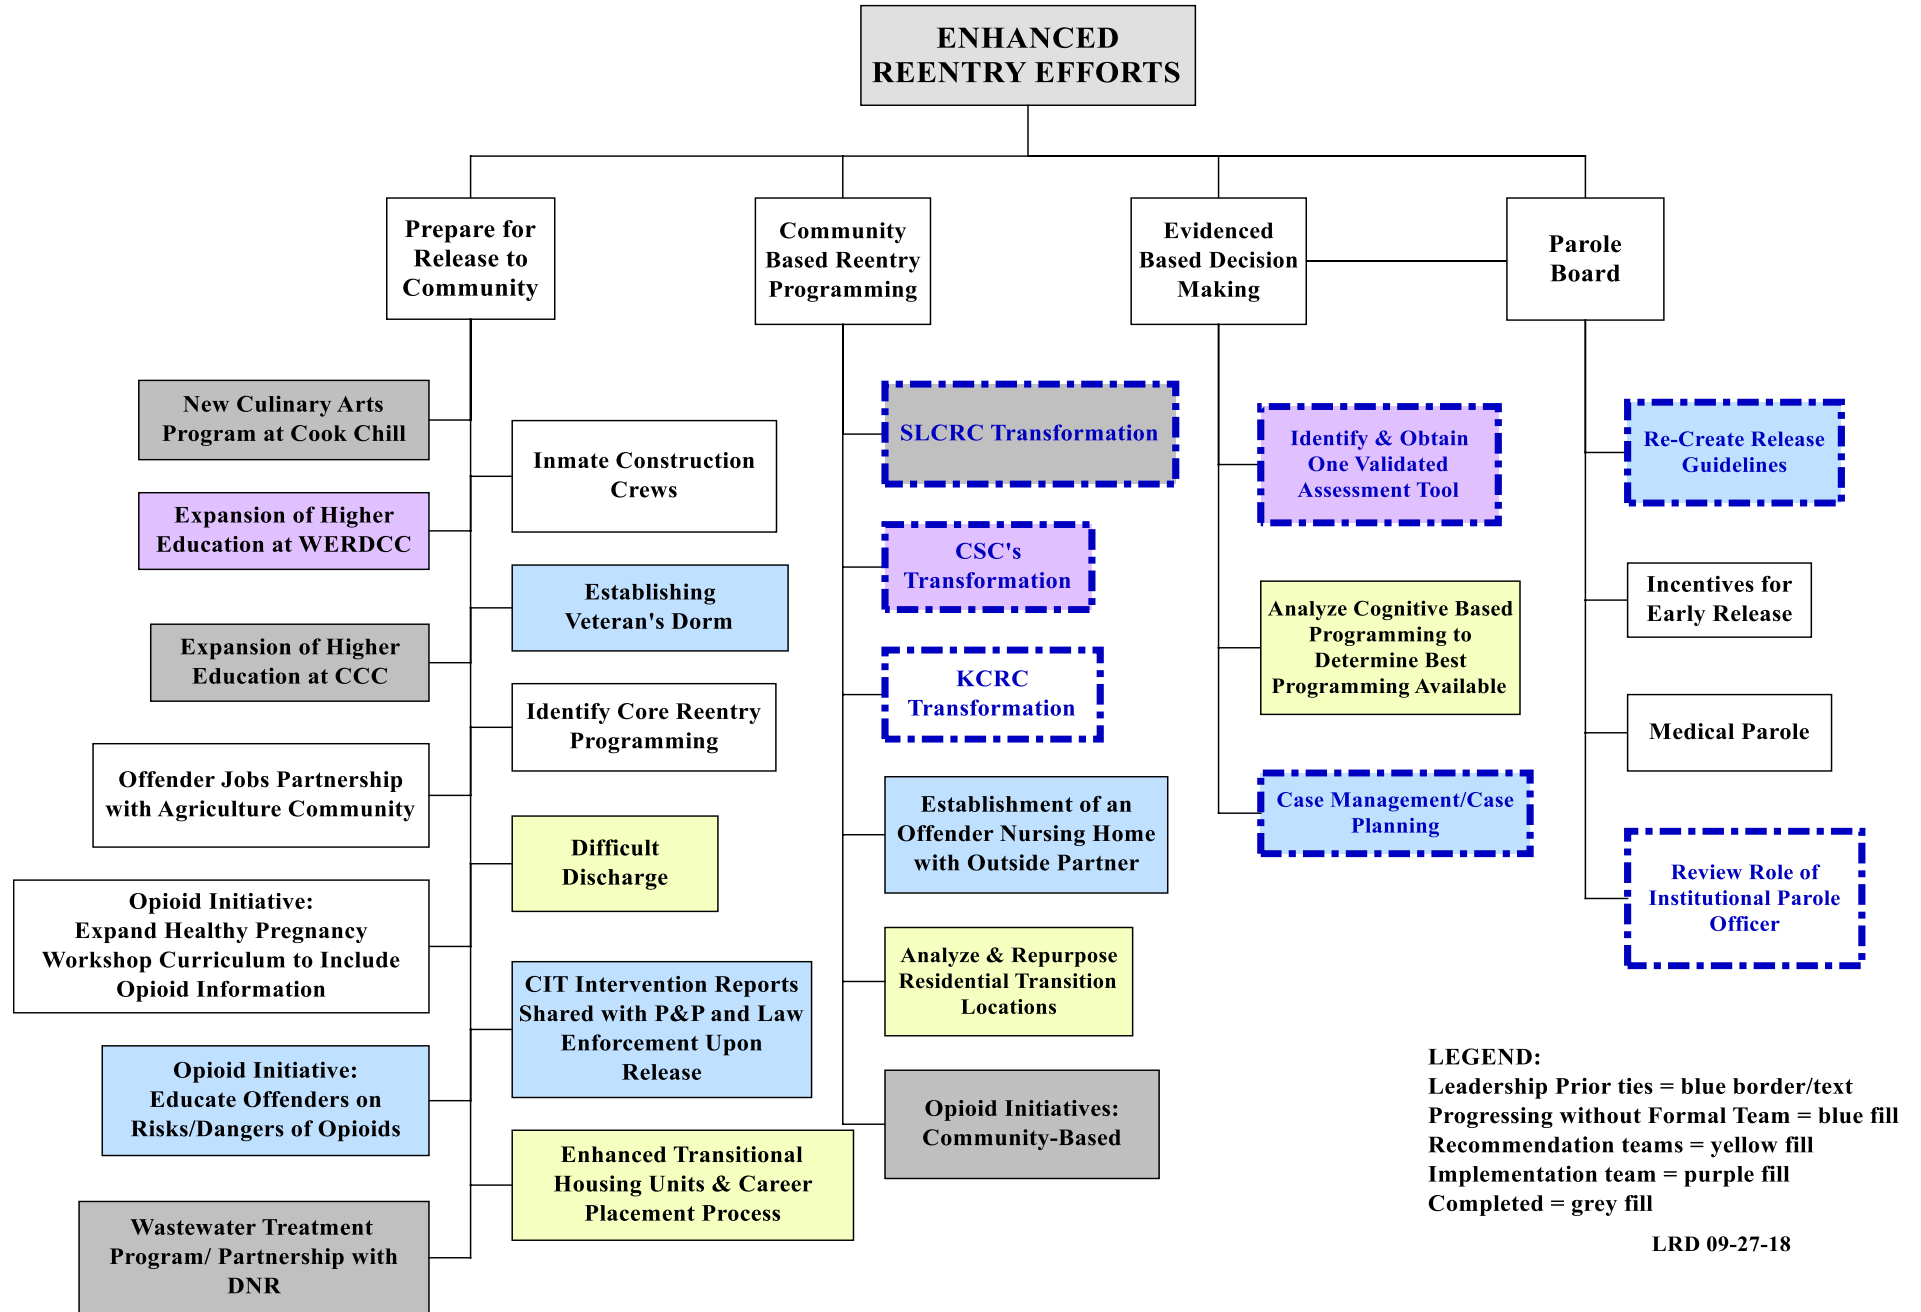 ENHANCED
REENTRY EFFORTS
Prepare for
Release to
Community
Community
Based Reentry
Programming
Evidenced
Based Decision
Making
Parole
Board
New Culinary Arts
Program at Cook Chill
Expansion of Higher
Education at WERDCC
Expansion of Higher
Education at CCC
Offender Jobs Partnership
with Agriculture Community
Opioid Initiative:
Expand Healthy Pregnancy
Workshop Curriculum to Include
Opioid Information
Opioid Initiative:
Educate Offenders on
Risks/Dangers of Opioids
Wastewater Treatment
Program/ Partnership with
DNR
Inmate Construction
Crews
Establishing
Veteran's Dorm
Identify Core Reentry
Programming
Difficult
Discharge
CIT Intervention Reports
Shared with P&P and Law
Enforcement Upon
Release
Enhanced Transitional
Housing Units & Career
Placement Process
SLCRC Transformation
CSC's
Transformation
KCRC
Transformation
Establishment of an
Offender Nursing Home
with Outside Partner
Analyze & Repurpose
Residential Transition
Locations
Opioid Initiatives:
Community-Based
Identify & Obtain
One Validated
Assessment Tool
Analyze Cognitive Based
Programming to
Determine Best
Programming Available
Case Management/Case
Planning
Re-Create Release
Guidelines
Incentives for
Early Release
Medical Parole
Review Role of
Institutional Parole
Officer
LEGEND:
Leadership Prior ties = blue border/text
Progressing without Formal Team = blue fill
Recommendation teams = yellow fill
Implementation team = purple fill
Completed = grey fill
LRD 09-27-18